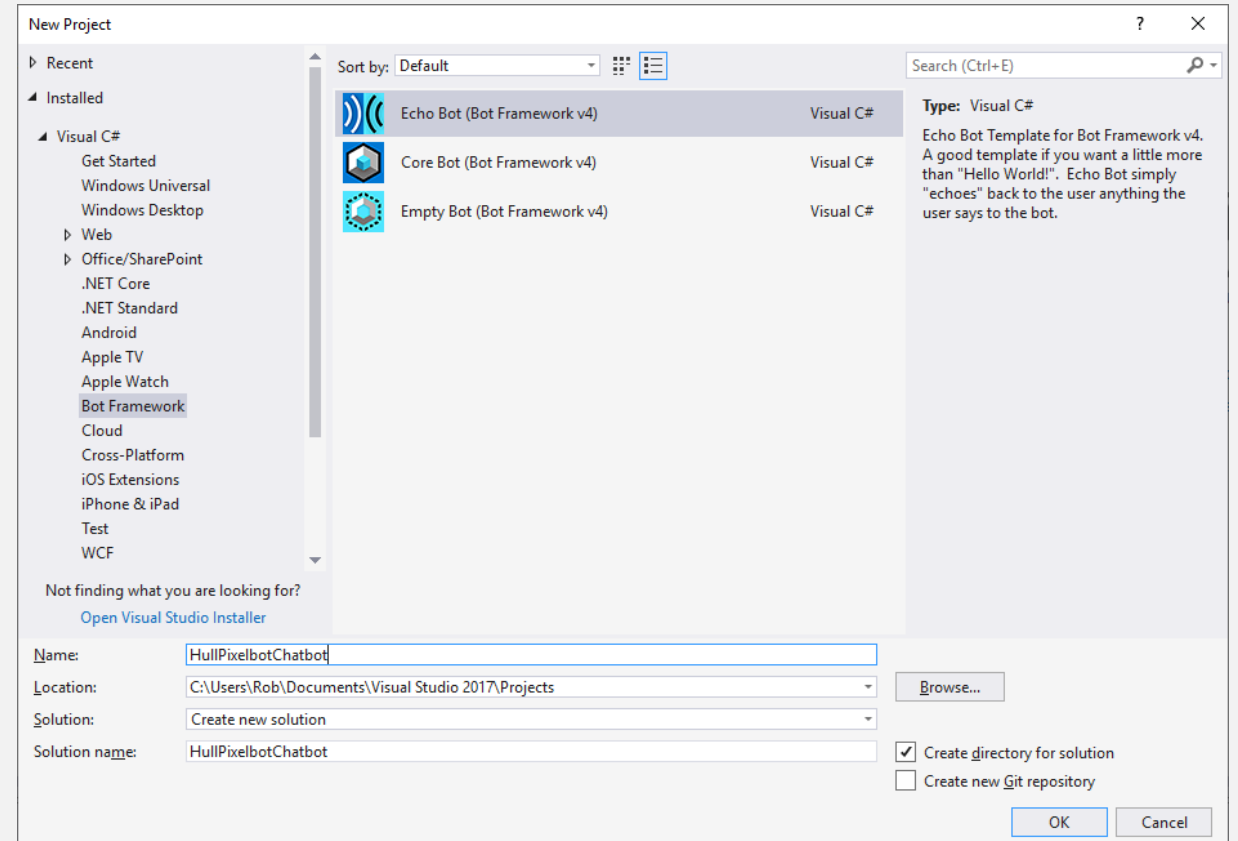 New Project
Recent
Installed
Visual C#
Get Started
Windows Universal
Windows Desktop
Web
Office/SharePoint
.NET Core
.NET Standard
Android
Apple TV
Apple Watch
Bot Framework
Cloud
Cross-Platform
iOS Extensions
iPhone & iPad
Test
WCF
Not finding what you are looking for?
Open Visual Studio Installer
Sort by: Default
Echo Bot (Bot Framework v4) Visual C#
Core Bot (Bot Framework v4) Visual C#
Empty Bot (Bot Framework v4) Visual C#
Search (Ctrl+E)
Type: Visual C#
Echo Bot Template for Bot Framework v4.
A good template if you want a little more
than "Hello World!". Echo Bot simply
"echoes" back to the user anything the
user says to the bot.
Name: HullPixelbotChatbot
Location: C:\Users\Rob\Documents\Visual Studio 2017\Projects
Browse...
Solution: Create new solution
Solution name: HullPixelbotChatbot
Create directory for solution
Create new Git repository
OK Cancel